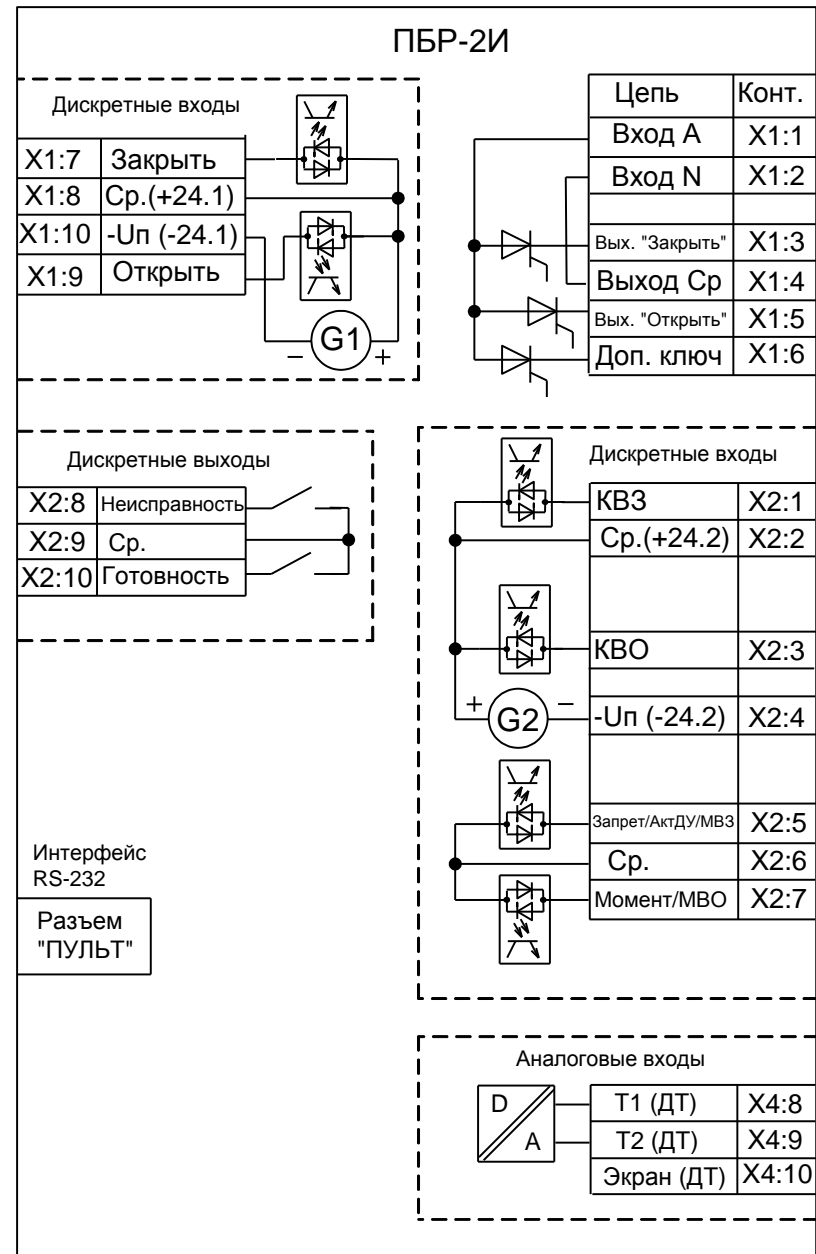 ПБР-2И
Дискретные входы
X1:7 Закрыть
X1:8 Ср.(+24.1)
X1:10 -Uп (-24.1)
X1:9 Открыть
− G1 +
Цепь Конт.
Вход А X1:1
Вход N X1:2
Вых. "Закрыть" X1:3
Выход Ср X1:4
Вых. "Открыть" X1:5
Доп. ключ X1:6
Дискретные выходы
X2:8 Неисправность
X2:9 Ср.
X2:10 Готовность
Дискретные входы
КВЗ X2:1
Ср.(+24.2) X2:2
КВО X2:3
+ G2 − -Uп (-24.2) X2:4
Запрет/АктДУ/МВЗ X2:5
Ср. X2:6
Момент/МВО X2:7
Интерфейс
RS-232
Разъем
"ПУЛЬТ"
Аналоговые входы
D
A
Т1 (ДТ) X4:8
Т2 (ДТ) X4:9
Экран (ДТ) X4:10